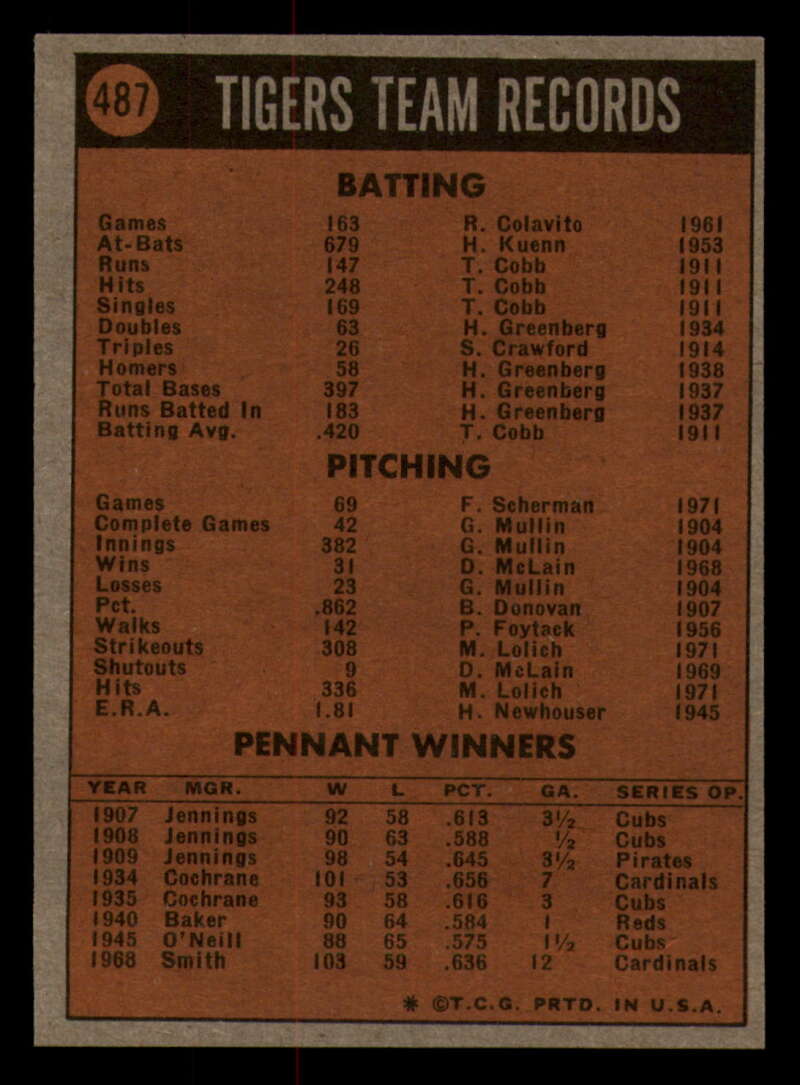 487 TIGERS TEAM RECORDS
BATTING
Games 163 R. Colavito 1961
At-Bats 679 H. Kuenn 1953
Runs 147 T. Cobb 1911
Hits 248 T. Cobb 1911
Singles 169 T. Cobb 1911
Doubles 63 H. Greenberg 1934
Triples 26 S. Crawford 1914
Homers 58 H. Greenberg 1938
Total Bases 397 H. Greenberg 1937
Runs Batted In 183 H. Greenberg 1937
Batting Avg. .420 T. Cobb 1911
PITCHING
Games 69 F. Scherman 1971
Complete Games 42 G. Mullin 1904
Innings 382 G. Mullin 1904
Wins 31 D. McLain 1968
Losses 23 G. Mullin 1904
Pct. .862 B. Donovan 1907
Walks 142 P. Foytack 1956
Strikeouts 308 M. Lolich 1971
Shutouts 9 D. McLain 1969
Hits 336 M. Lolich 1971
E.R.A. 1.81 H. Newhouser 1945
PENNANT WINNERS
YEAR MGR. W L PCT. GA. SERIES OP.
1907 Jennings 92 58 .613 3½ Cubs
1908 Jennings 90 63 .588 ½ Cubs
1909 Jennings 98 54 .645 3½ Pirates
1934 Cochrane 101 53 .656 7 Cardinals
1935 Cochrane 93 58 .616 3 Cubs
1940 Baker 90 64 .584 1 Reds
1945 O'Neill 88 65 .575 1½ Cubs
1968 Smith 103 59 .636 12 Cardinals
* ©T.C.G. PRTD. IN U.S.A.